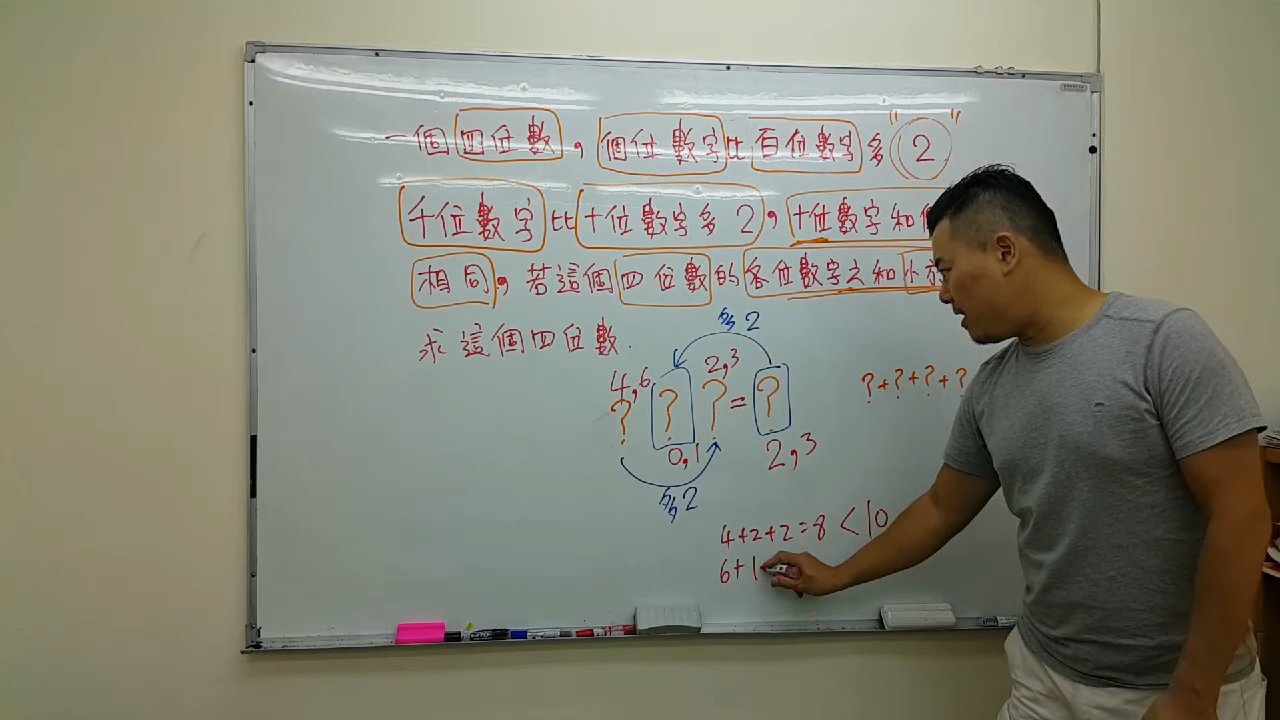 一個四位數，個位數字比百位數字多"2"
千位數字比十位數字多2，十位數字和
相同，若這個四位數的各位數字之和小於
求這個四位數.
多2
4,6 2,3
? ? ? = ? ?+?+?+?
0,1 2,3
多2
4+2+2=8<10
6+1